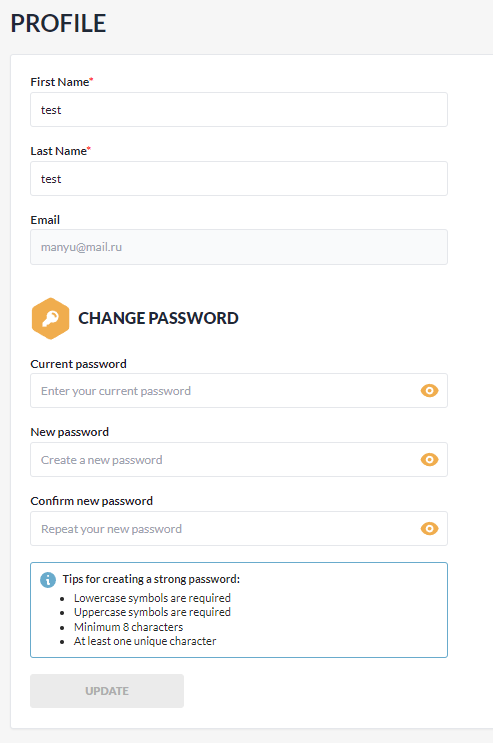 PROFILE
First Name*
test
Last Name*
test
Email
manyu@mail.ru
CHANGE PASSWORD
Current password
Enter your current password
New password
Create a new password
Confirm new password
Repeat your new password
Tips for creating a strong password:
Lowercase symbols are required
Uppercase symbols are required
Minimum 8 characters
At least one unique character
UPDATE